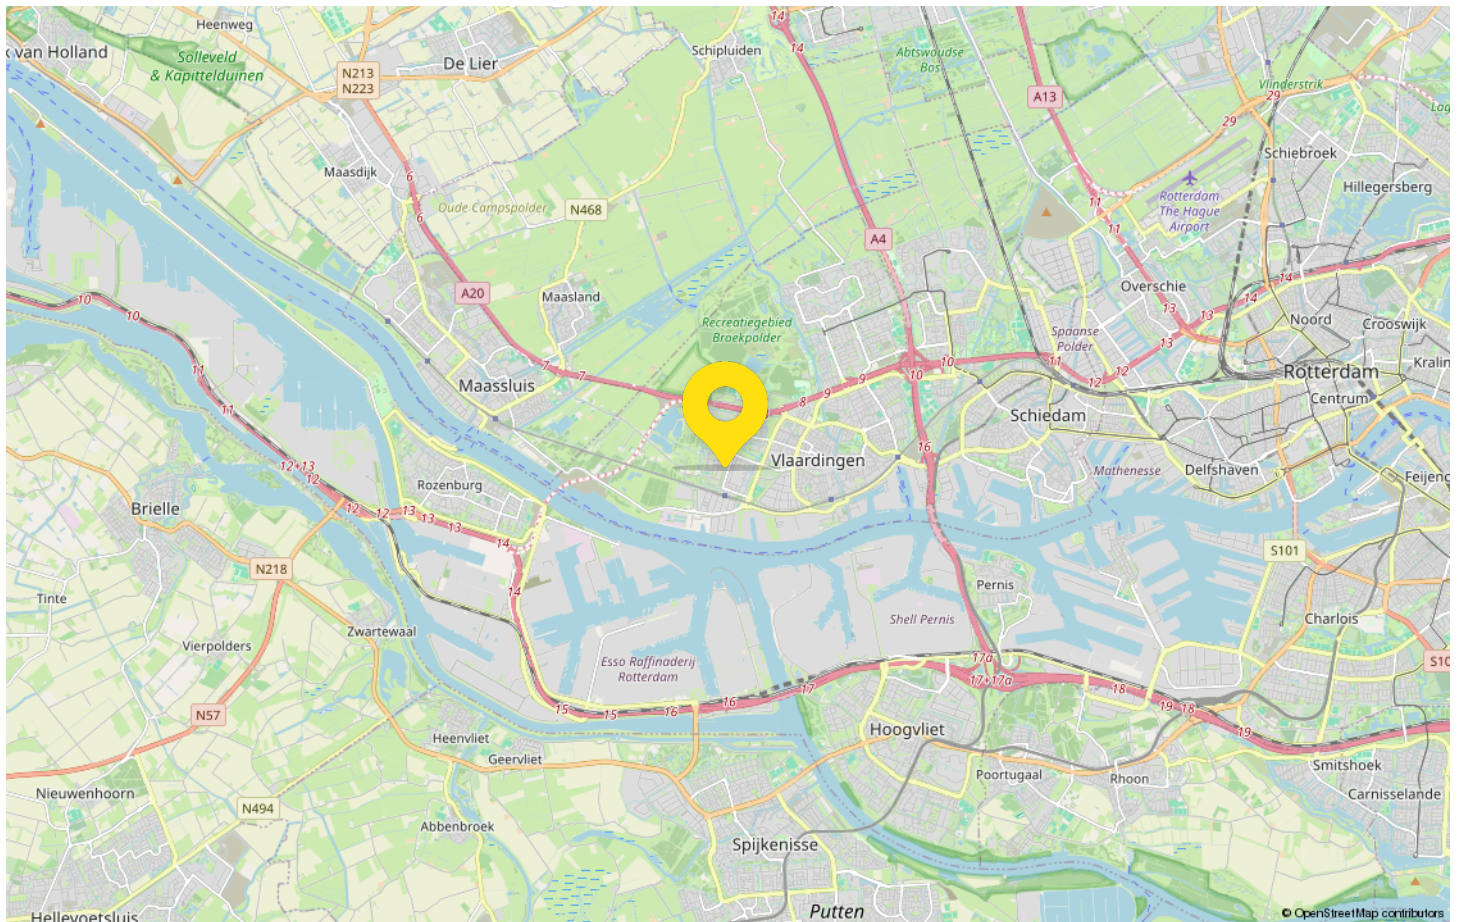 Heenweg
14
14
k van Holland
Solleveld
& Kapittelduinen
De Lier
Schipluiden
Abtswoudse
Bos
N213
N223
A13
Vlinderstrik
29
29
Schiebroek
Maasdijk
6
6
Oude Campspolder
N468
Rotterdam
The Hague
Airport
Hillegersberg
11
11
A4
A20
Maasland
Overschie
14
14
13
13
13
10
10
Recreatiegebied
Broekpolder
Spaanse
Polder
Noord
Crooswijk
7
7
Maassluis
10
10
9
9
8
11
12
12
Rotterdam
Kralin
Centrum
11
11
Schiedam
16
Vlaardingen
12+13
12
12
12
13
13
13
14
Rozenburg
Mathenesse
Delfshaven
Feijeno
Brielle
N218
S101
14
Tinte
Pernis
Zwartewaal
Vierpolders
Shell Pernis
Charlois
Esso Raffinaderij
Rotterdam
17a
17+17a
S10
15
15
16
16
17
18
19
18
19
N57
Heenvliet
Geervliet
Hoogvliet
Poortugaal
Rhoon
Smitshoek
Nieuwenhoorn
N494
Carnisselande
Abbenbroek
Spijkenisse
Putten
Hellevoetsluis
© OpenStreetMap contributors